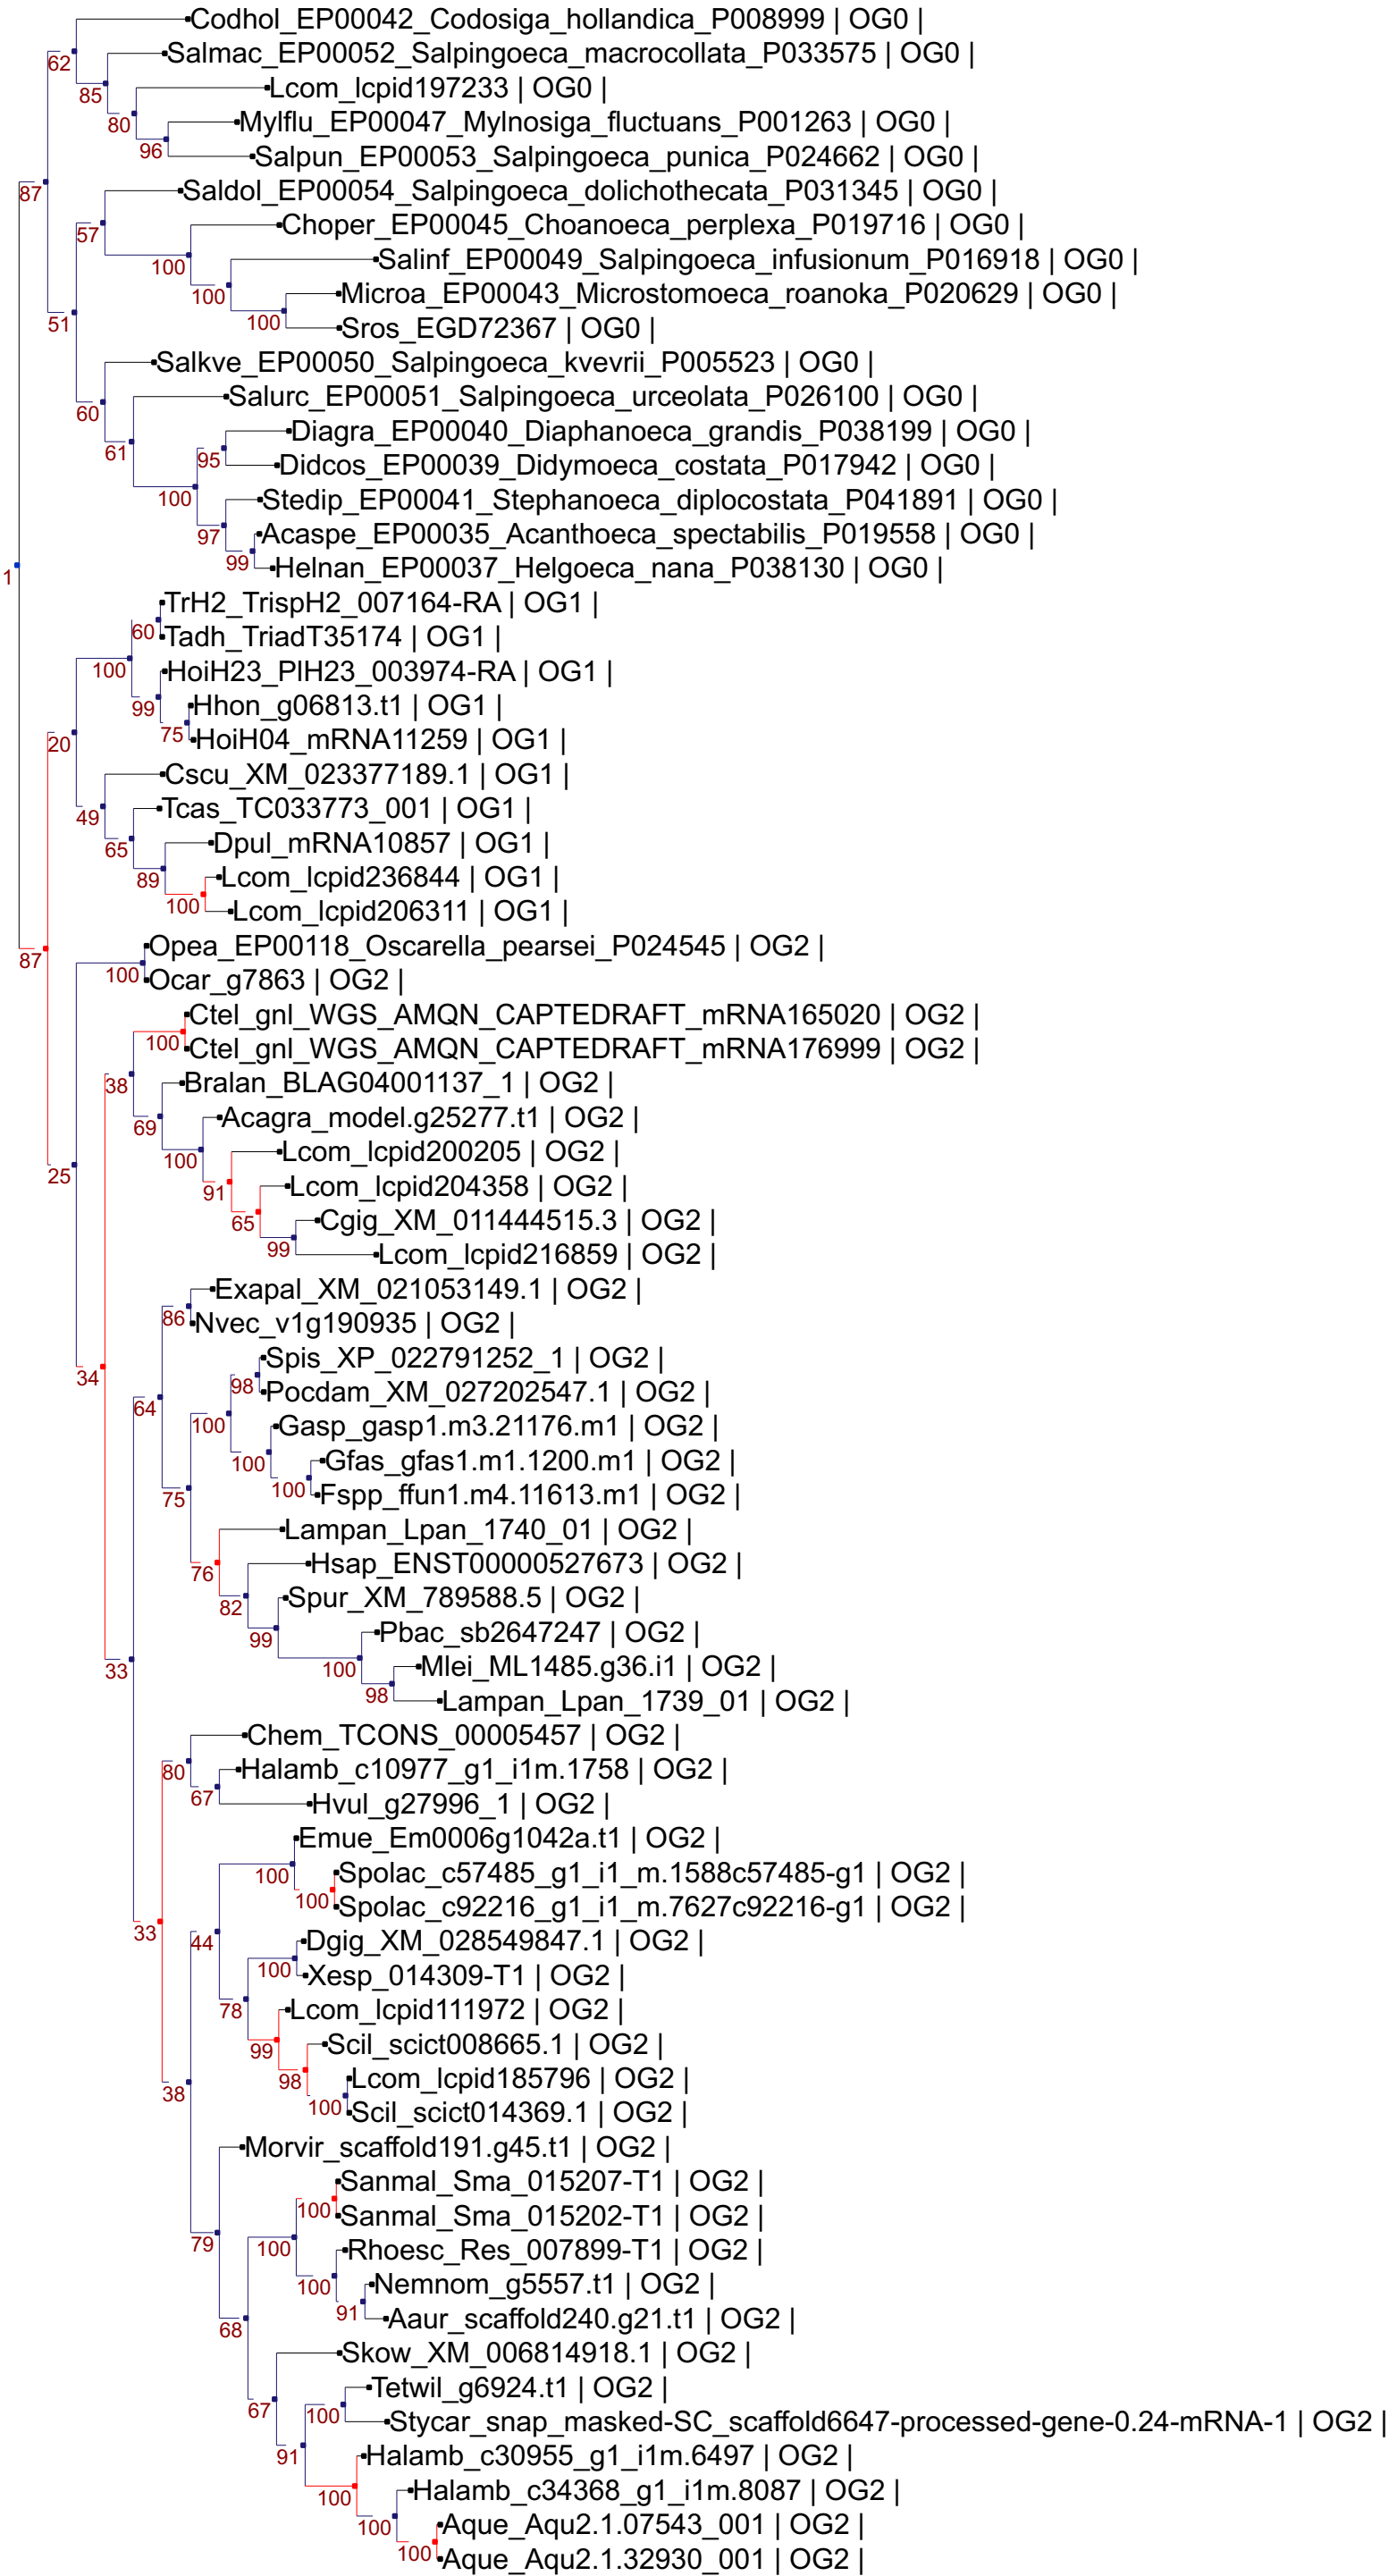 Codhol_EP00042_Codosiga_hollandica_P008999 | OG0 |
Salmac_EP00052_Salpingoeca_macrocollata_P033575 | OG0 |
62
Lcom_lcpid197233 | OG0 |
85
Mylflu_EP00047_Mylnosiga_fluctuans_P001263 | OG0 |
80
Salpun_EP00053_Salpingoeca_punica_P024662 | OG0 |
96
Saldol_EP00054_Salpingoeca_dolichothecata_P031345 | OG0 |
87
Choper_EP00045_Choanoeca_perplexa_P019716 | OG0 |
57
Salinf_EP00049_Salpingoeca_infusionum_P016918 | OG0 |
100
Microa_EP00043_Microstomoeca_roanoka_P020629 | OG0 |
100
Sros_EGD72367 | OG0 |
100
51
Salkve_EP00050_Salpingoeca_kvevrii_P005523 | OG0 |
Salurc_EP00051_Salpingoeca_urceolata_P026100 | OG0 |
60
Diagra_EP00040_Diaphanoeca_grandis_P038199 | OG0 |
61
Didcos_EP00039_Didymoeca_costata_P017942 | OG0 |
95
Stedip_EP00041_Stephanoeca_diplocostata_P041891 | OG0 |
100
Acaspe_EP00035_Acanthoeca_spectabilis_P019558 | OG0 |
97
Helnan_EP00037_Helgoeca_nana_P038130 | OG0 |
99
1
TrH2_TrispH2_007164-RA | OG1 |
Tadh_TriadT35174 | OG1 |
60
HoiH23_PlH23_003974-RA | OG1 |
100
Hhon_g06813.t1 | OG1 |
99
HoiH04_mRNA11259 | OG1 |
75
20
Cscu_XM_023377189.1 | OG1 |
Tcas_TC033773_001 | OG1 |
49
Dpul_mRNA10857 | OG1 |
65
Lcom_lcpid236844 | OG1 |
89
Lcom_lcpid206311 | OG1 |
100
Opea_EP00118_Oscarella_pearsei_P024545 | OG2 |
87
Ocar_g7863 | OG2 |
100
Ctel_gnl_WGS_AMQN_CAPTEDRAFT_mRNA165020 | OG2 |
Ctel_gnl_WGS_AMQN_CAPTEDRAFT_mRNA176999 | OG2 |
100
Bralan_BLAG04001137_1 | OG2 |
38
Acagra_model.g25277.t1 | OG2 |
69
Lcom_lcpid200205 | OG2 |
100
25
Lcom_lcpid204358 | OG2 |
91
Cgig_XM_011444515.3 | OG2 |
65
Lcom_lcpid216859 | OG2 |
99
Exapal_XM_021053149.1 | OG2 |
Nvec_v1g190935 | OG2 |
86
Spis_XP_022791252_1 | OG2 |
34
Pocdam_XM_027202547.1 | OG2 |
98
64
Gasp_gasp1.m3.21176.m1 | OG2 |
100
Gfas_gfas1.m1.1200.m1 | OG2 |
100
Fspp_ffun1.m4.11613.m1 | OG2 |
100
75
Lampan_Lpan_1740_01 | OG2 |
Hsap_ENST00000527673 | OG2 |
76
Spur_XM_789588.5 | OG2 |
82
Pbac_sb2647247 | OG2 |
99
Mlei_ML1485.g36.i1 | OG2 |
100
33
Lampan_Lpan_1739_01 | OG2 |
98
Chem_TCONS_00005457 | OG2 |
Halamb_c10977_g1_i1m.1758 | OG2 |
80
Hvul_g27996_1 | OG2 |
67
Emue_Em0006g1042a.t1 | OG2 |
Spolac_c57485_g1_i1_m.1588c57485-g1 | OG2 |
100
Spolac_c92216_g1_i1_m.7627c92216-g1 | OG2 |
100
33
Dgig_XM_028549847.1 | OG2 |
44
Xesp_014309-T1 | OG2 |
100
Lcom_lcpid111972 | OG2 |
78
Scil_scict008665.1 | OG2 |
99
Lcom_lcpid185796 | OG2 |
98
38
Scil_scict014369.1 | OG2 |
100
Morvir_scaffold191.g45.t1 | OG2 |
Sanmal_Sma_015207-T1 | OG2 |
Sanmal_Sma_015202-T1 | OG2 |
100
79
Rhoesc_Res_007899-T1 | OG2 |
100
Nemnom_g5557.t1 | OG2 |
100
Aaur_scaffold240.g21.t1 | OG2 |
91
68
Skow_XM_006814918.1 | OG2 |
Tetwil_g6924.t1 | OG2 |
67
Stycar_snap_masked-SC_scaffold6647-processed-gene-0.24-mRNA-1 | OG2 |
100
Halamb_c30955_g1_i1m.6497 | OG2 |
91
Halamb_c34368_g1_i1m.8087 | OG2 |
100
Aque_Aqu2.1.07543_001 | OG2 |
100
Aque_Aqu2.1.32930_001 | OG2 |
100